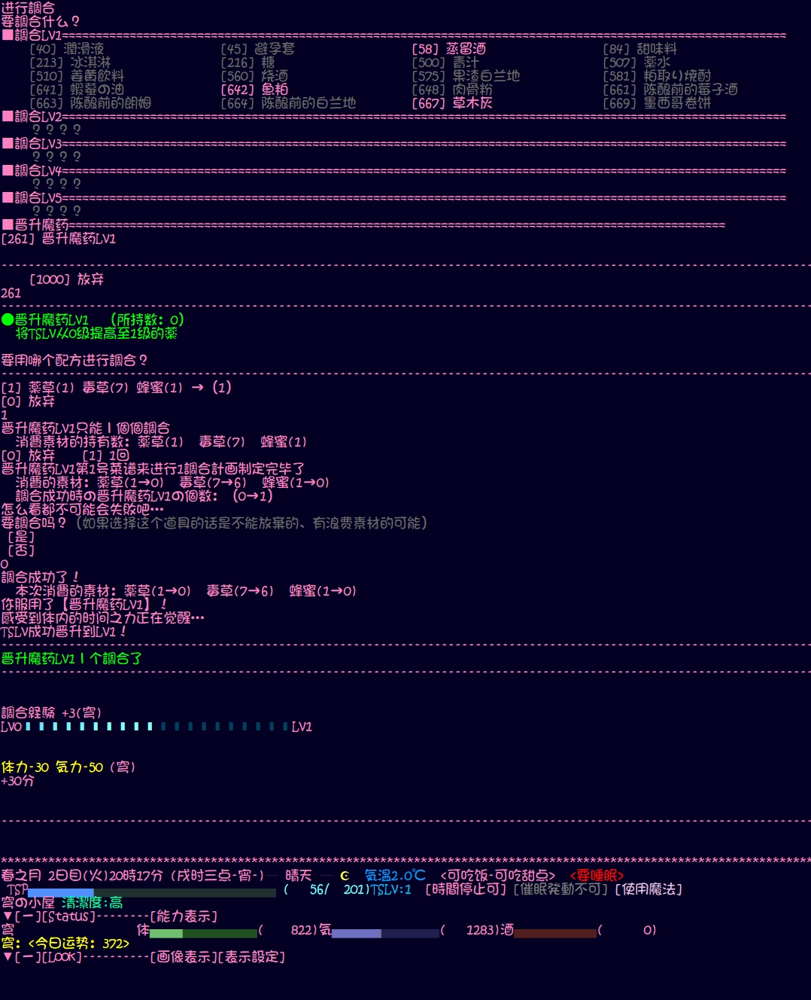 进行調合
要調合什么？
■調合LV1==========================================================================================================
[40] 潤滑液 [45] 避孕套 [58] 蒸留酒 [84] 甜味料
[213] 冰淇淋 [216] 糖 [500] 青汁 [507] 薬水
[510] 姜黄飲料 [560] 烧酒 [575] 果渣白兰地 [581] 粕取り焼酎
[641] 蝦蟇の油 [642] 魚粕 [648] 肉骨粉 [661] 陈酿前的莓子酒
[663] 陈酿前的朗姆 [664] 陈酿前的白兰地 [667] 草木灰 [669] 墨西哥卷饼
■調合LV2==========================================================================================================
？？？？
■調合LV3==========================================================================================================
？？？？
■調合LV4==========================================================================================================
？？？？
■調合LV5==========================================================================================================
？？？？
■晋升魔药=================================================================================================
[261] 晋升魔药LV1
------------------------------------------------------------------------------------------------------------------------
[1000] 放弃
261
------------------------------------------------------------------------------------------------------------------------
●晋升魔药LV1 （所持数: 0）
将TSLV从0级提高至1级的薬
要用哪个配方进行調合？
------------------------------------------------------------------------------------------------------------------------
[1] 薬草(1) 毒草(7) 蜂蜜(1) → (1)
[0] 放弃
1
晋升魔药LV1只能１個個調合
消費素材的持有数: 薬草(1) 毒草(7) 蜂蜜(1)
[0] 放弃 [1] 1回
晋升魔药LV1第1号菜谱来进行1調合計画制定完毕了
消費的素材: 薬草(1→0) 毒草(7→6) 蜂蜜(1→0)
調合成功時の晋升魔药LV1の個数: (0→1)
怎么看都不可能会失敗吧…
要調合吗？（如果选择这个道具的话是不能放棄的、有浪费素材的可能）
[是]
[否]
0
調合成功了！
本次消費的素材: 薬草(1→0) 毒草(7→6) 蜂蜜(1→0)
你服用了【晋升魔药LV1】！
感受到体内的时间之力正在觉醒…
TSLV成功晋升到LV1！
------------------------------------------------------------------------------------------------------------------------
晋升魔药LV1１个調合了
------------------------------------------------------------------------------------------------------------------------
調合経験 +3(穹)
LV0 LV1
体力-30 気力-50 (穹)
+30分
------------------------------------------------------------------------------------------------------------------------
************************************************************************************************************************
春之月 2日目(火)20時17分 (戌时三点-宵-)― 晴天 ― ☪ 気温2.0℃ <可吃饭-可吃甜点> <要睡眠>
TSP ( 56/ 201)TSLV:1 [時間停止可] [催眠発動不可] [使用魔法]
穹の小屋 清潔度:高
▼[－][Status]--------[能力表示]
穹 体 ( 822) 気 ( 1283) 酒 ( 0)
穹: <今日运势: 372>
▼[－][LOOK]----------[画像表示][表示設定]